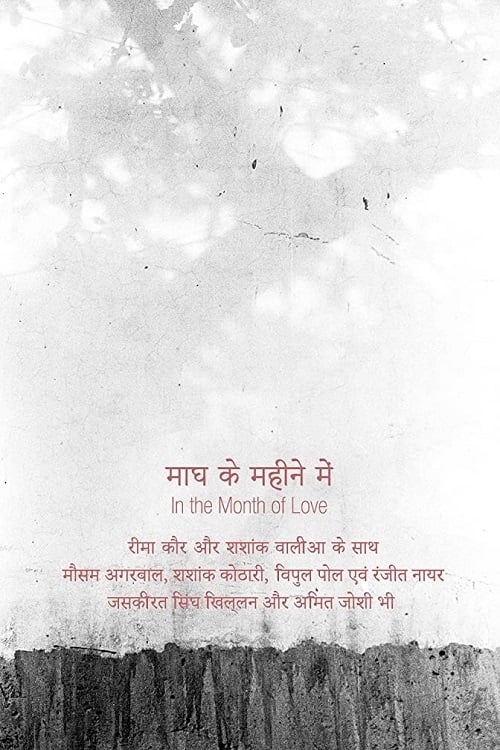 माघ के महीने में
In the Month of Love
रीमा कौर और शशांक वालीआ के साथ
मौसम अगरवाल, शशांक कोठारी, विपुल पोल एवं रंजीत नायर
जसकीरत सिंघ खिल्लन और अमित जोशी भी